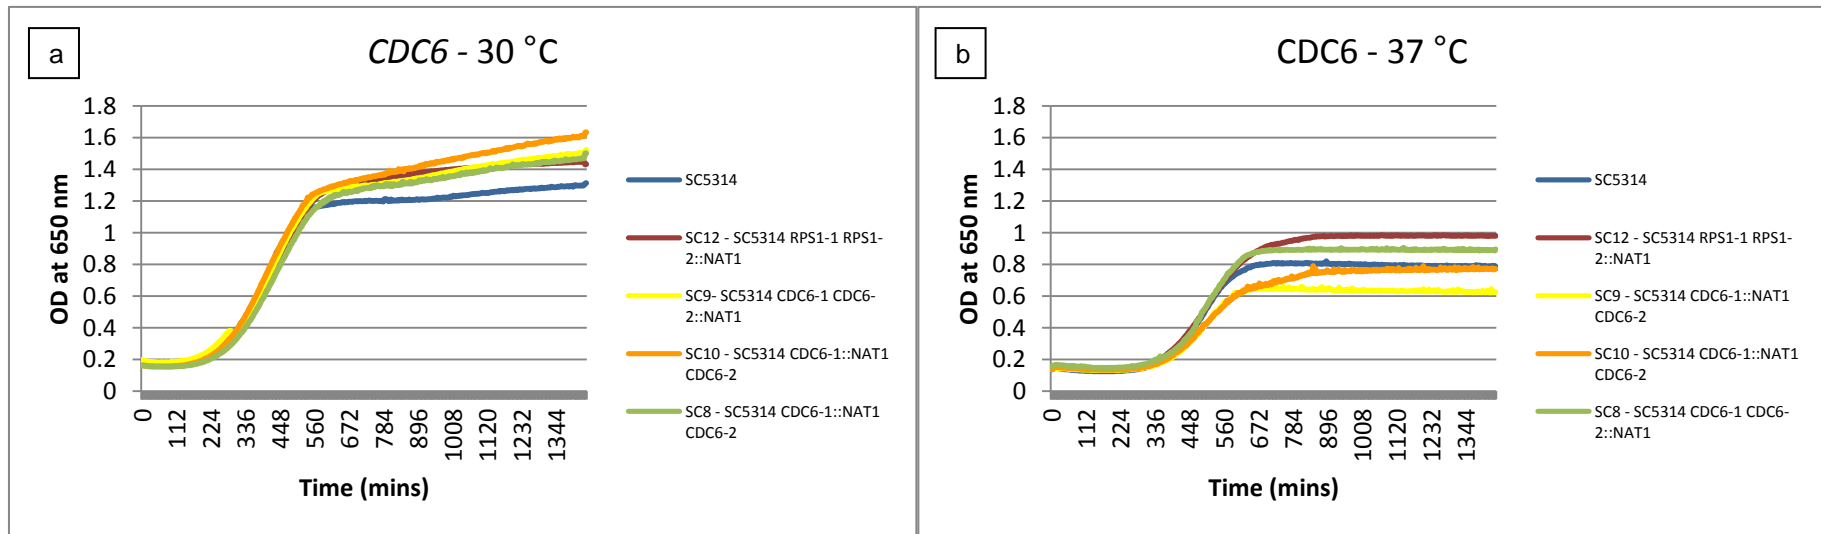 a
CDC6 - 30 °C
OD at 650 nm
1.8
1.6
1.4
1.2
1
0.8
0.6
0.4
0.2
0
0
112
224
336
448
560
672
784
896
1008
1120
1232
1344
Time (mins)
SC5314
SC12 - SC5314 RPS1-1 RPS1-
2::NAT1
SC9- SC5314 CDC6-1 CDC6-
2::NAT1
SC10 - SC5314 CDC6-1::NAT1
CDC6-2
SC8 - SC5314 CDC6-1::NAT1
CDC6-2
b
CDC6 - 37 °C
OD at 650 nm
1.8
1.6
1.4
1.2
1
0.8
0.6
0.4
0.2
0
0
112
224
336
448
560
672
784
896
1008
1120
1232
1344
Time (mins)
SC5314
SC12 - SC5314 RPS1-1 RPS1-
2::NAT1
SC9 - SC5314 CDC6-1::NAT1
CDC6-2
SC10 - SC5314 CDC6-1::NAT1
CDC6-2
SC8 - SC5314 CDC6-1 CDC6-
2::NAT1